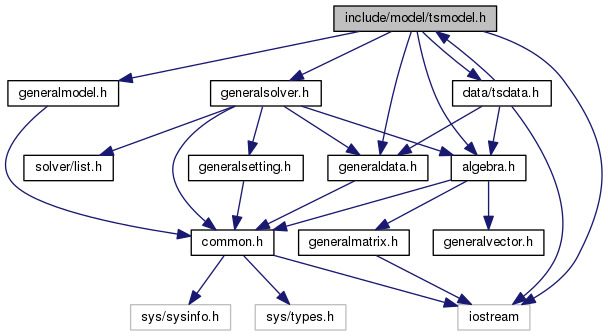 include/model/tsmodel.h
generalmodel.h
generalsolver.h
data/tsdata.h
solver/list.h
generalsetting.h
generaldata.h
algebra.h
common.h
generalmatrix.h
generalvector.h
sys/sysinfo.h
sys/types.h
iostream